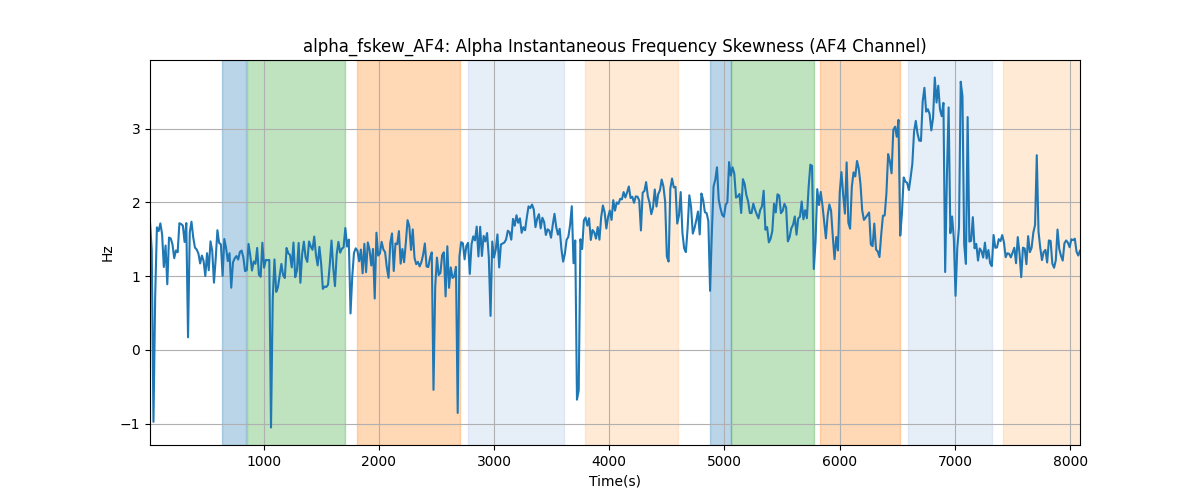 alpha_fskew_AF4: Alpha Instantaneous Frequency Skewness (AF4 Channel)
Hz
3
2
1
0
−1
1000 2000 3000 4000 5000 6000 7000 8000
Time(s)